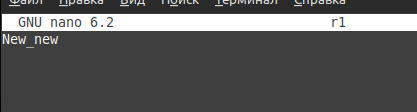 Файл Правка Вид Поиск Терминал Справка
GNU nano 6.2 r1
New_new